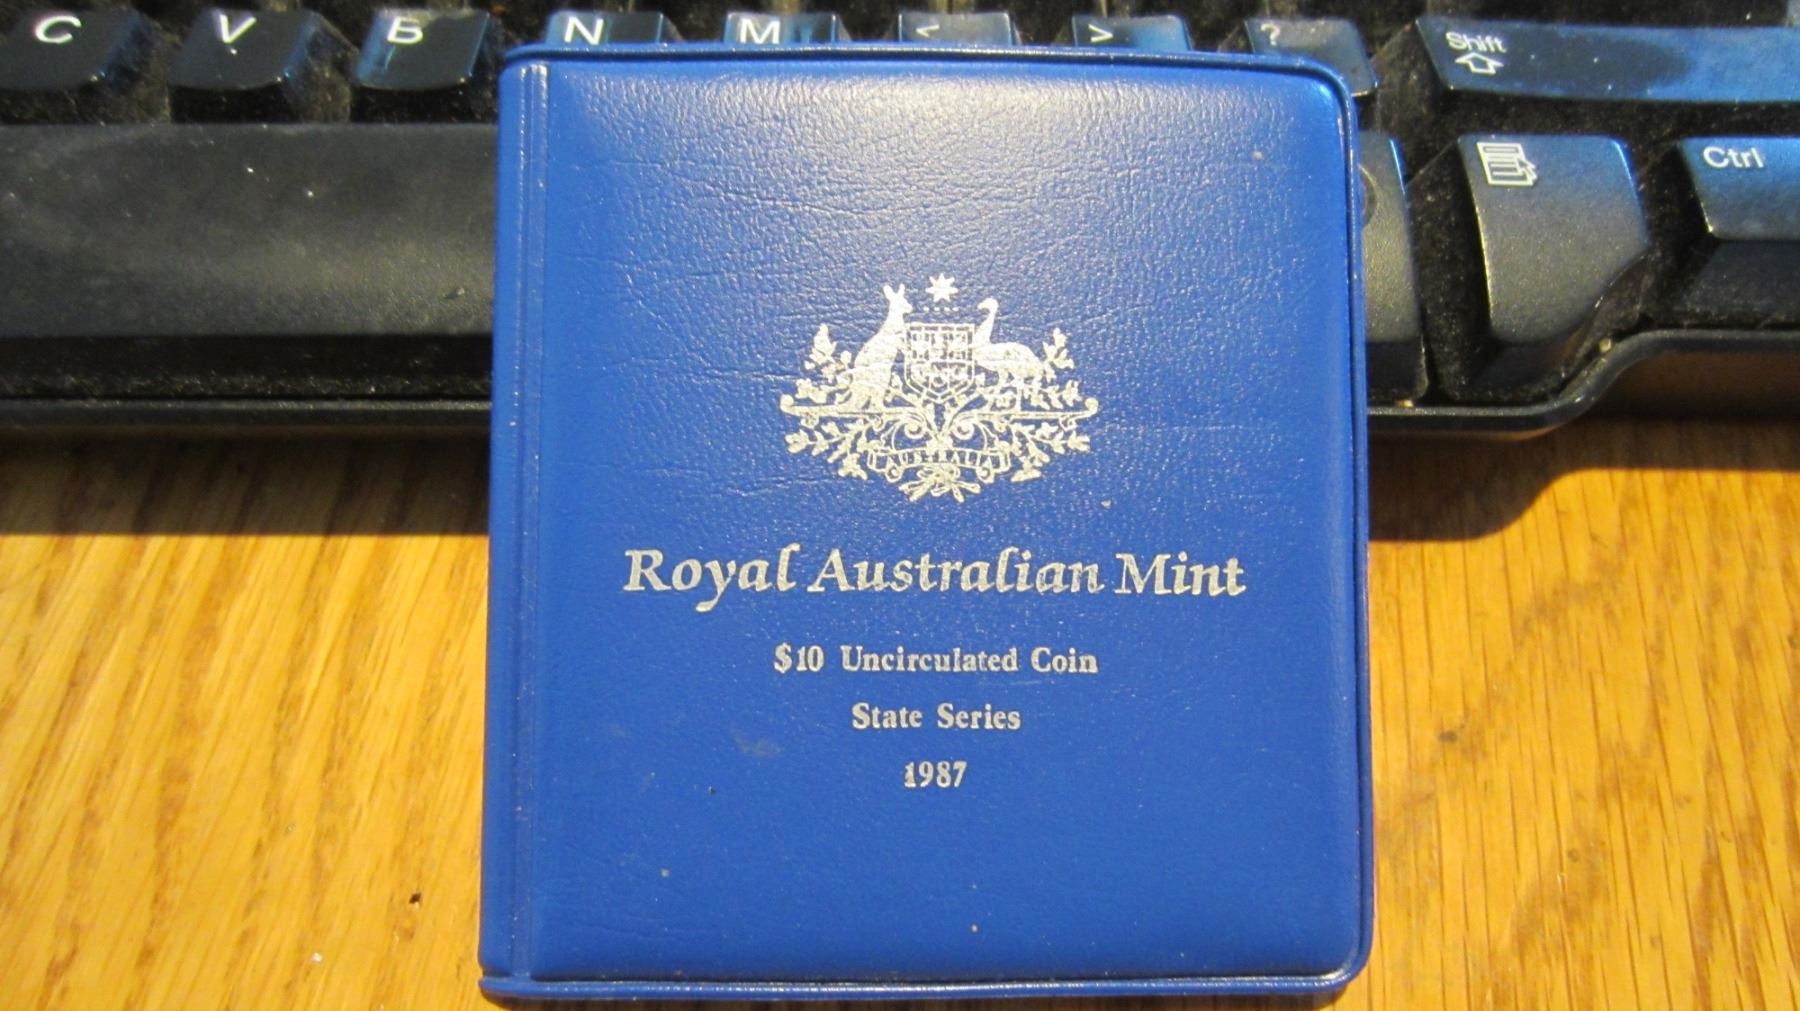 C V B N M < > ? Shift
Ctrl
AUSTRALIA
Royal Australian Mint
$10 Uncirculated Coin
State Series
1987